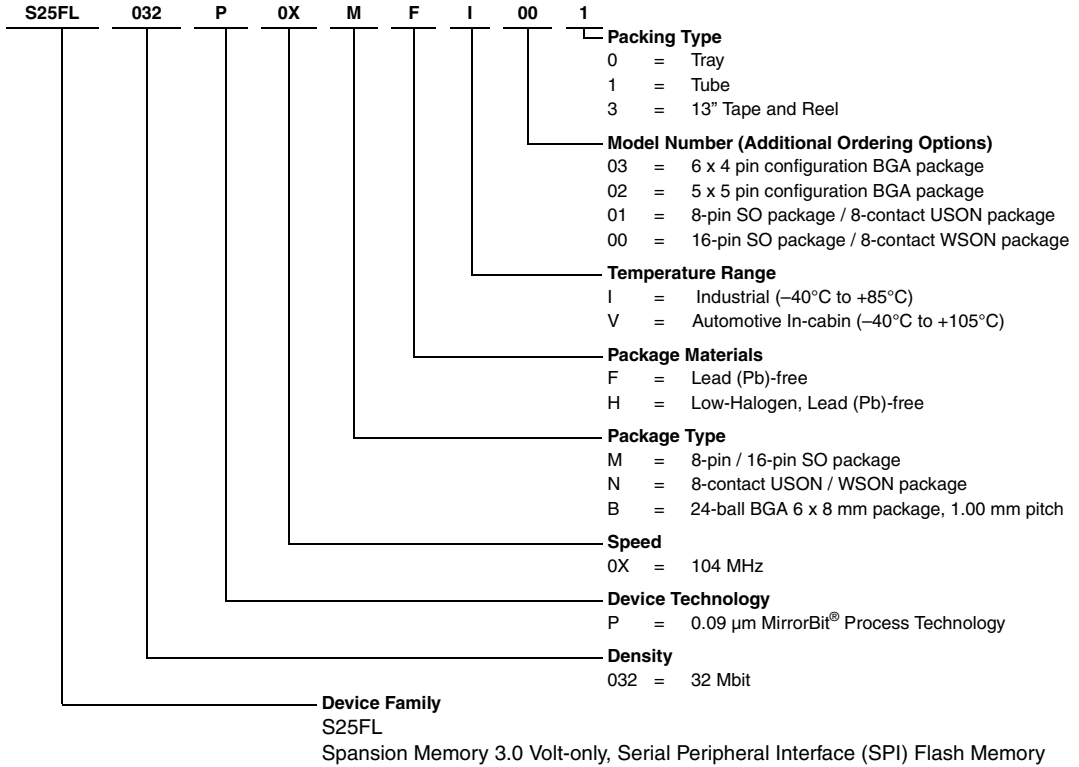 S25FL 032 P 0X M F I 00 1
Packing Type
0 = Tray
1 = Tube
3 = 13” Tape and Reel
Model Number (Additional Ordering Options)
03 = 6 x 4 pin configuration BGA package
02 = 5 x 5 pin configuration BGA package
01 = 8-pin SO package / 8-contact USON package
00 = 16-pin SO package / 8-contact WSON package
Temperature Range
I = Industrial (–40°C to +85°C)
V = Automotive In-cabin (–40°C to +105°C)
Package Materials
F = Lead (Pb)-free
H = Low-Halogen, Lead (Pb)-free
Package Type
M = 8-pin / 16-pin SO package
N = 8-contact USON / WSON package
B = 24-ball BGA 6 x 8 mm package, 1.00 mm pitch
Speed
0X = 104 MHz
Device Technology
P = 0.09 µm MirrorBit® Process Technology
Density
032 = 32 Mbit
Device Family
S25FL
Spansion Memory 3.0 Volt-only, Serial Peripheral Interface (SPI) Flash Memory